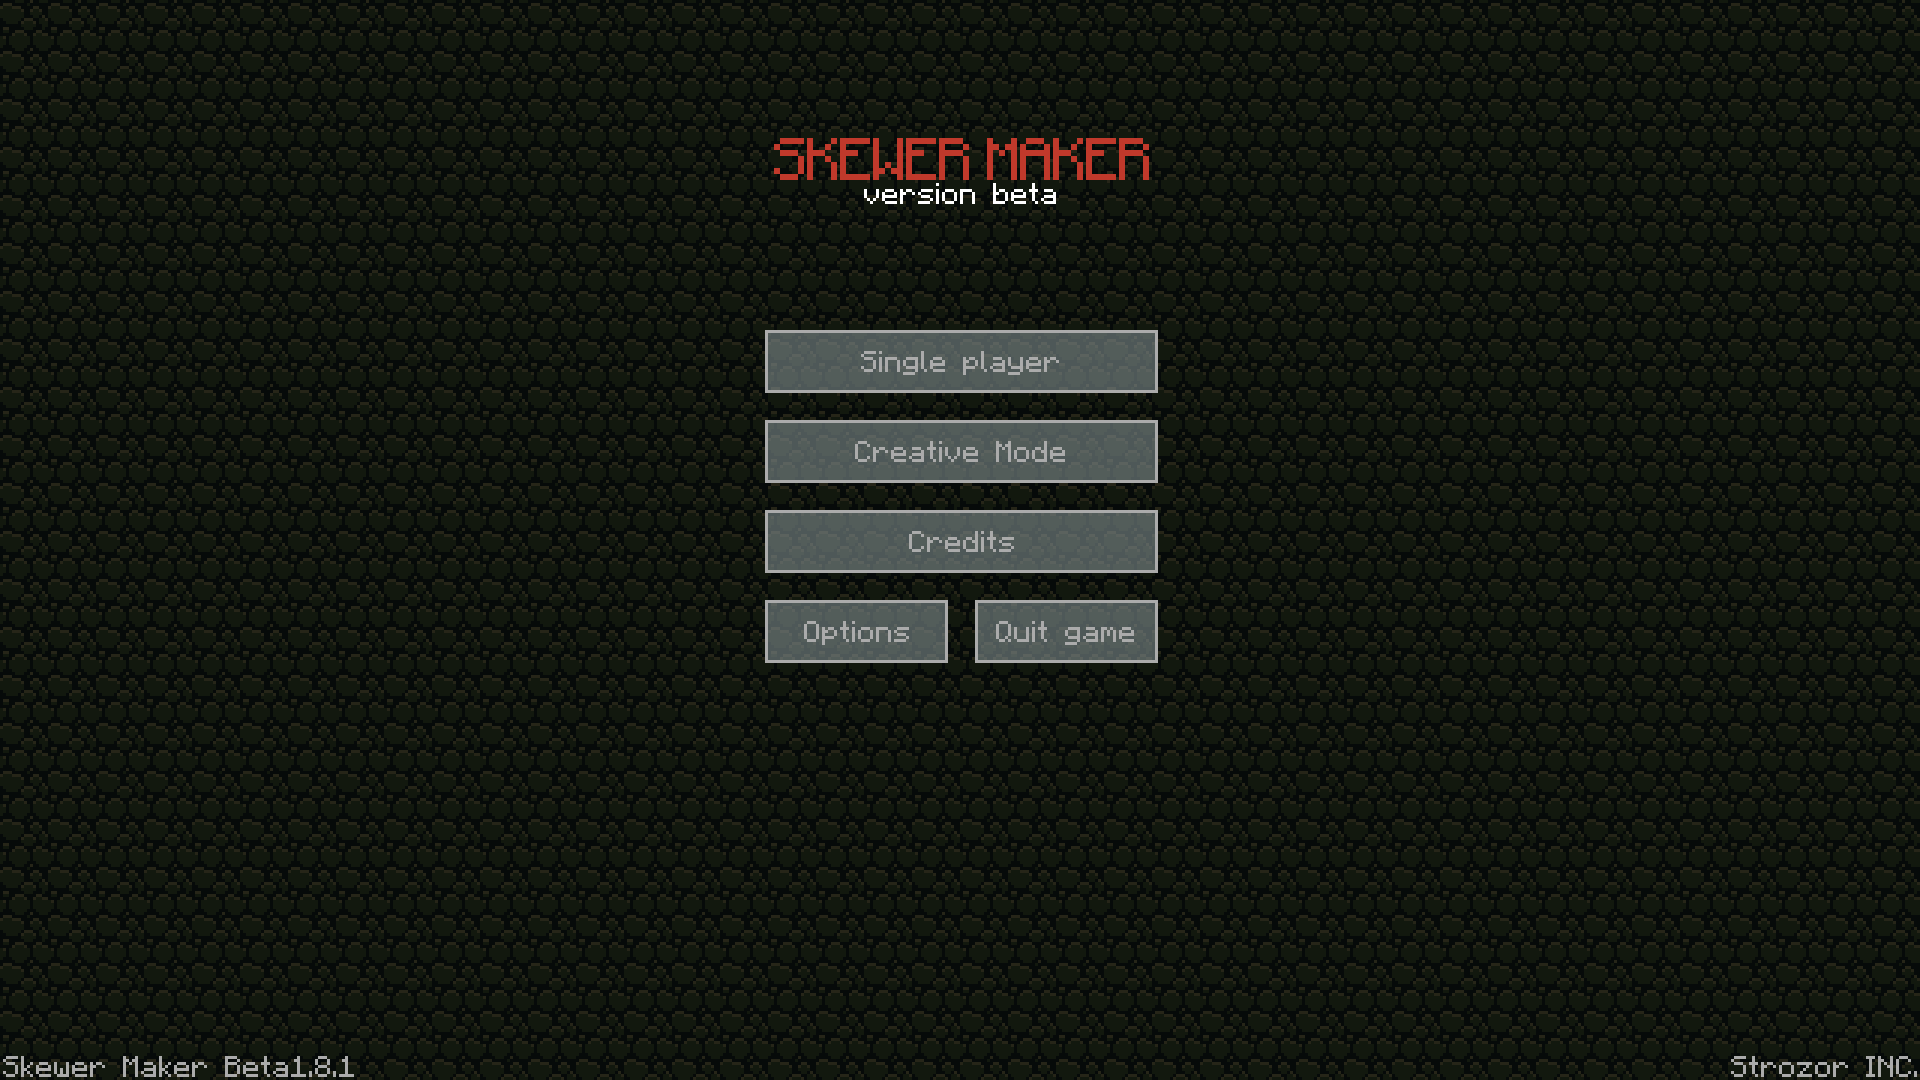 SKEWER MAKER
version beta
Single player
Creative Mode
Credits
Options
Quit game
Skewer Maker Beta1.8.1
Strozor INC.